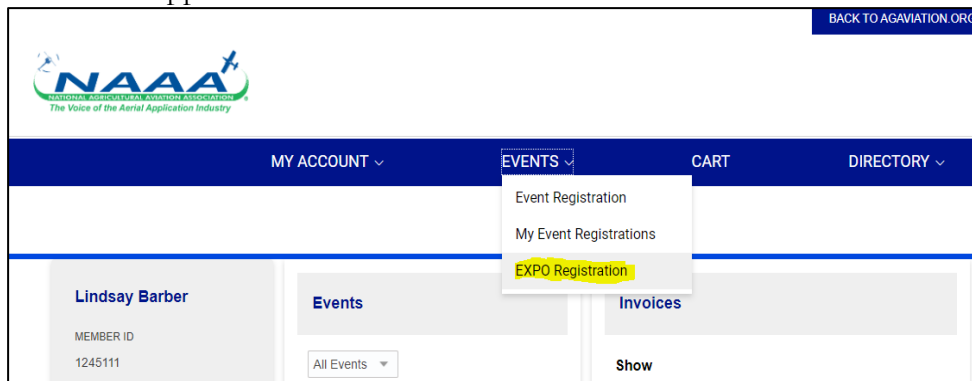 BACK TO AGAVIATION.ORG
NAAA
NATIONAL AGRICULTURAL AVIATION ASSOCIATION
The Voice of the Aerial Application Industry
MY ACCOUNT
EVENTS
CART
DIRECTORY
Event Registration
My Event Registrations
EXPO Registration
Lindsay Barber
MEMBER ID
1245111
Events
All Events
Invoices
Show